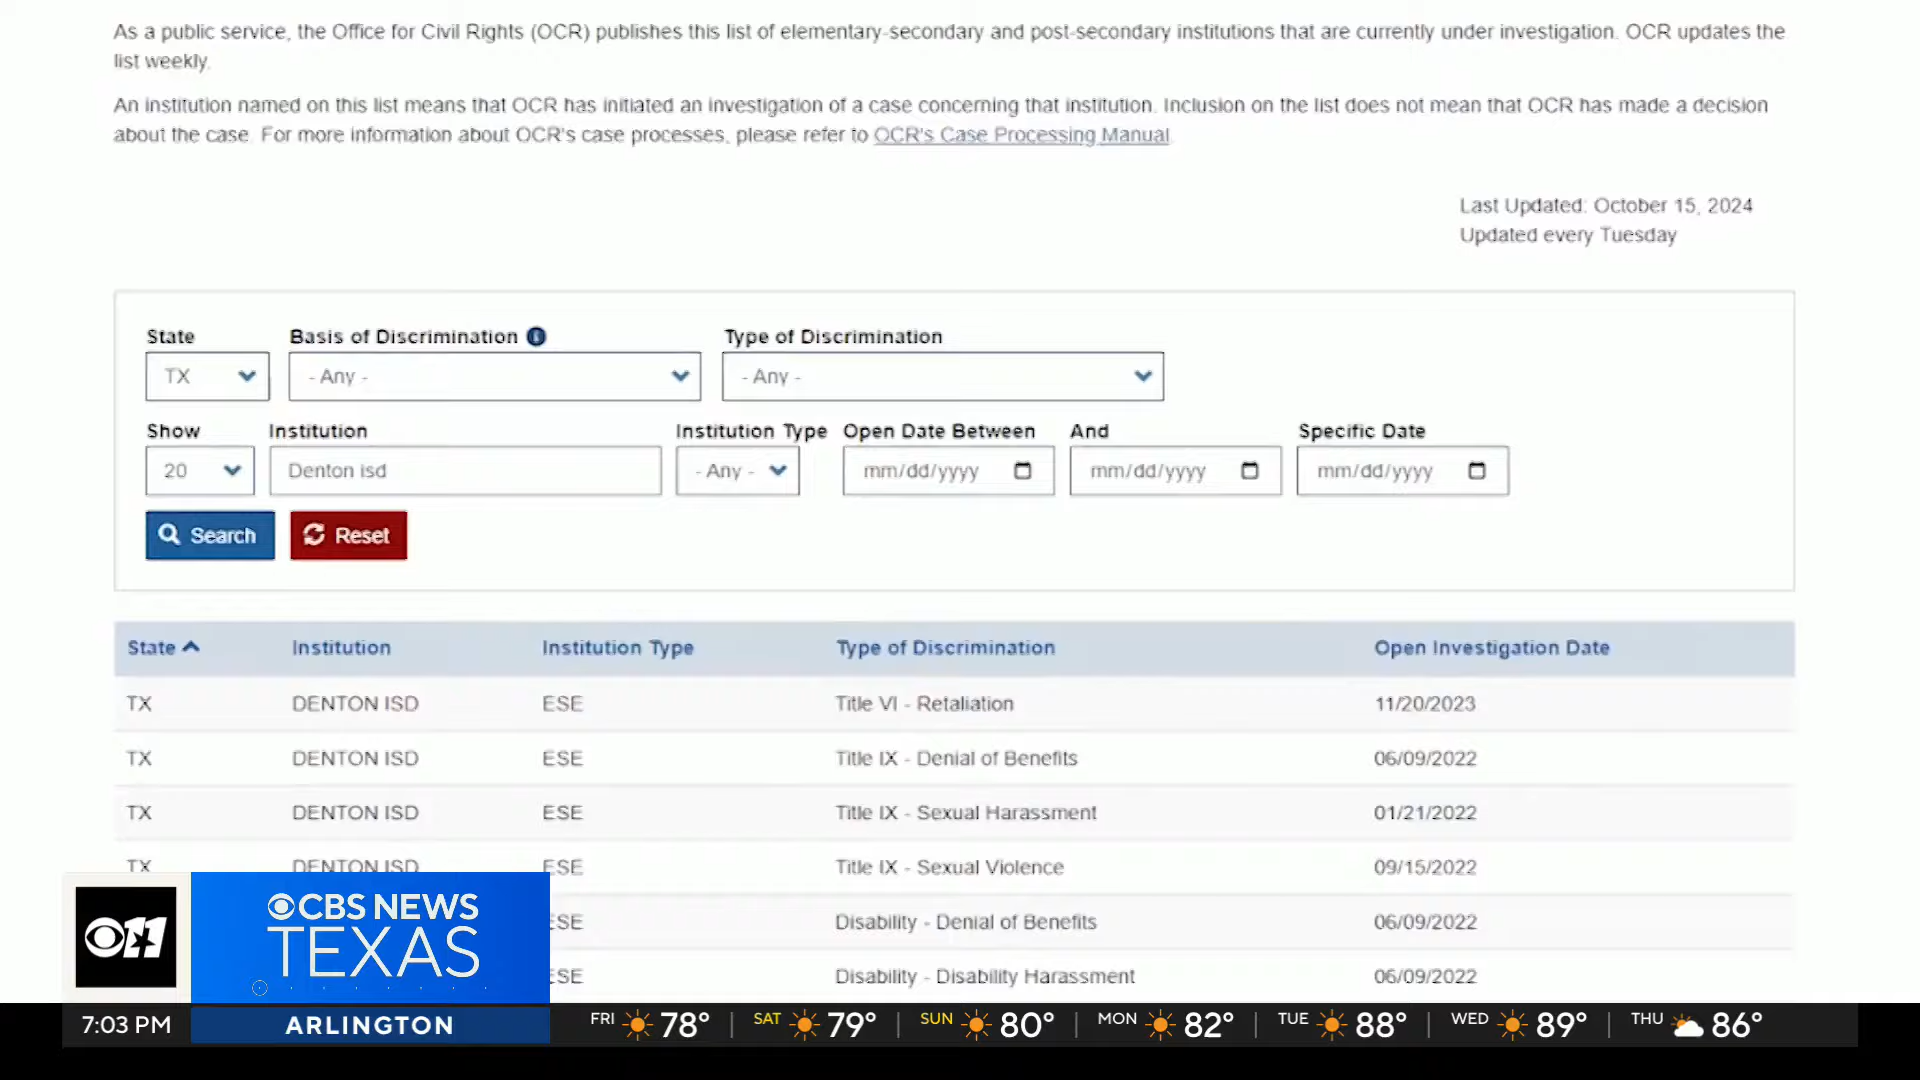 As a public service, the Office for Civil Rights (OCR) publishes this list of elementary-secondary and post-secondary institutions that are currently under investigation. OCR updates the
list weekly.
An institution named on this list means that OCR has initiated an investigation of a case concerning that institution. Inclusion on the list does not mean that OCR has made a decision
about the case. For more information about OCR's case processes, please refer to OCR's Case Processing Manual.
Last Updated: October 15, 2024
Updated every Tuesday
State Basis of Discrimination Type of Discrimination
TX - Any - - Any -
Show Institution Institution Type Open Date Between And Specific Date
20 Denton isd - Any - mm/dd/yyyy mm/dd/yyyy mm/dd/yyyy
Search Reset
State Institution Institution Type Type of Discrimination Open Investigation Date
TX DENTON ISD ESE Title VI - Retaliation 11/20/2023
TX DENTON ISD ESE Title IX - Denial of Benefits 06/09/2022
TX DENTON ISD ESE Title IX - Sexual Harassment 01/21/2022
TX DENTON ISD ESE Title IX - Sexual Violence 09/15/2022
ESE Disability - Denial of Benefits 06/09/2022
ESE Disability - Disability Harassment 06/09/2022
11
CBS NEWS
TEXAS
7:03 PM ARLINGTON FRI 78° SAT 79° SUN 80° MON 82° TUE 88° WED 89° THU 86°